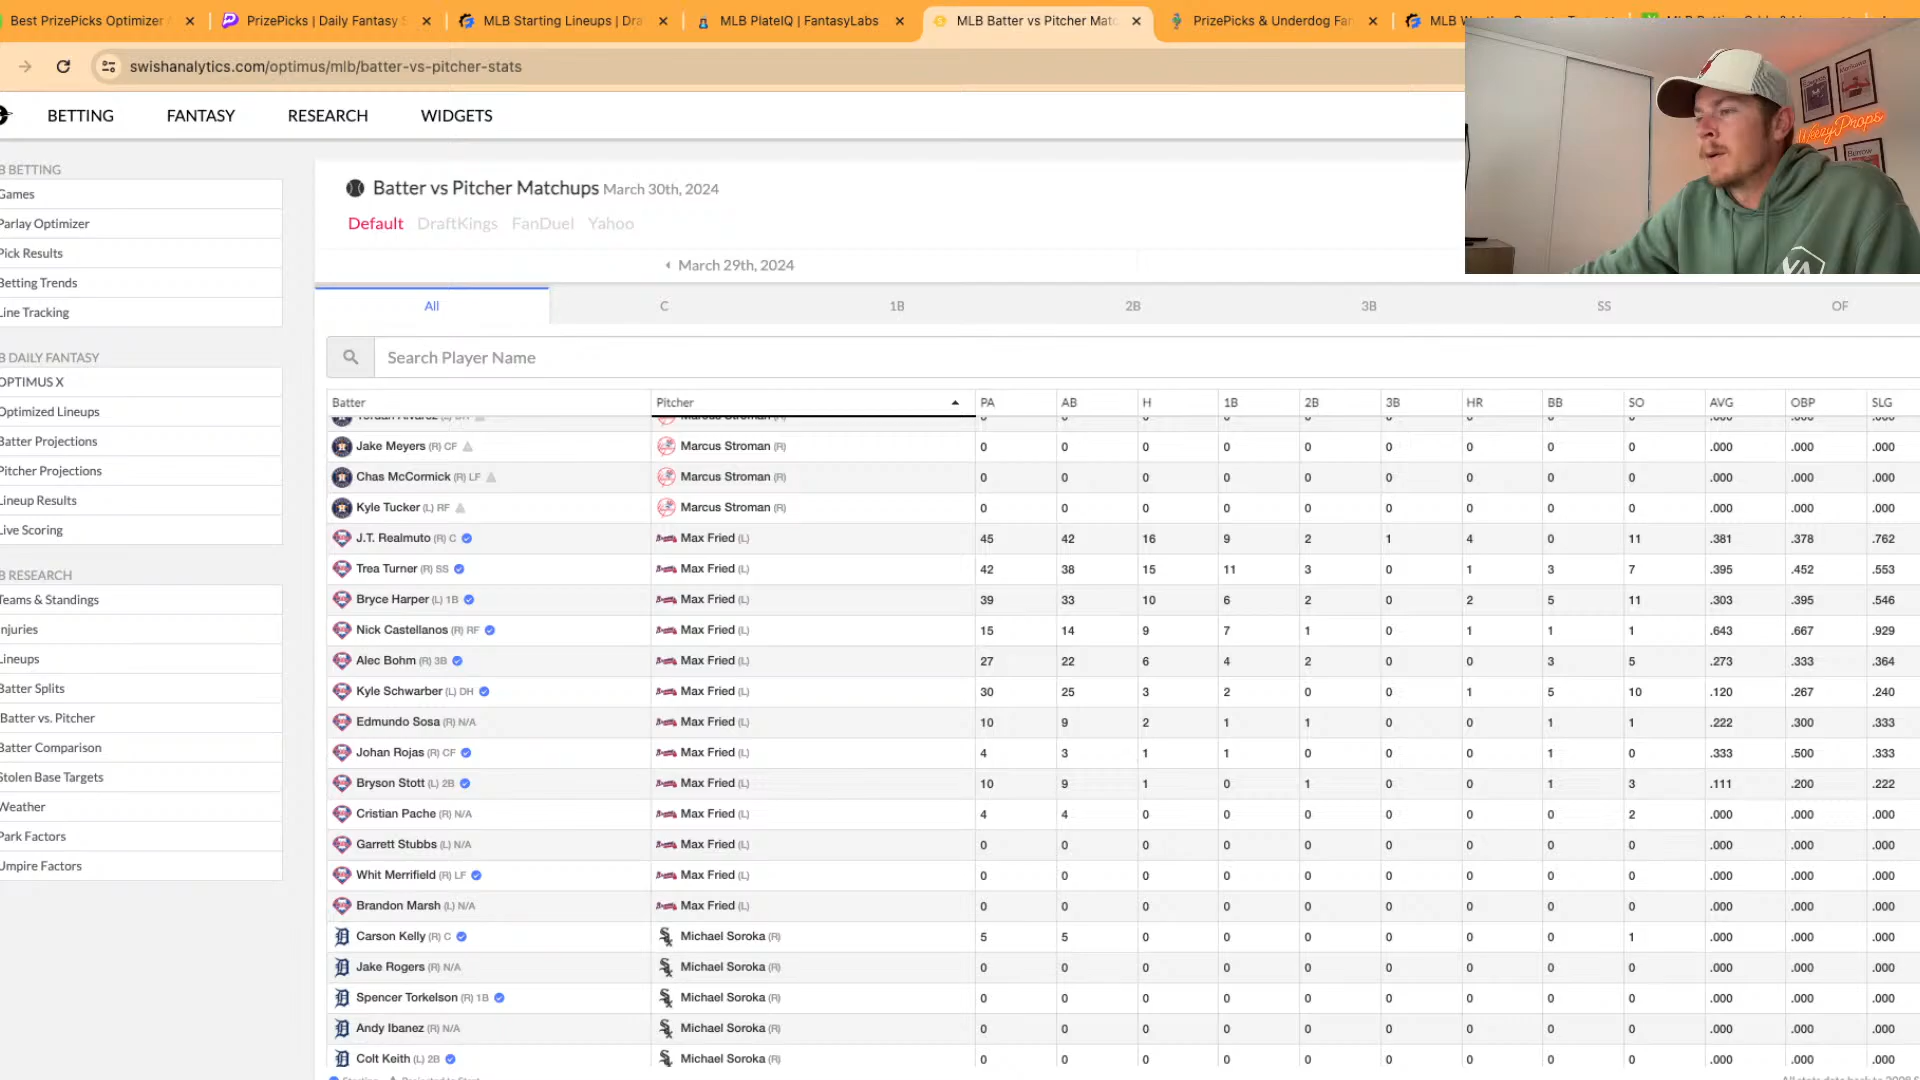 Best PrizePicks Optimizer
PrizePicks | Daily Fantasy S
MLB Starting Lineups | Dra
MLB PlateIQ | FantasyLabs
MLB Batter vs Pitcher Matc
PrizePicks & Underdog Fan
swishanalytics.com/optimus/mlb/batter-vs-pitcher-stats
BETTING
FANTASY
RESEARCH
WIDGETS
WeezyProps
Burrow
B BETTING
Games
Parlay Optimizer
Pick Results
Betting Trends
Line Tracking
B DAILY FANTASY
OPTIMUS X
Optimized Lineups
Batter Projections
Pitcher Projections
Lineup Results
Live Scoring
B RESEARCH
Teams & Standings
Injuries
Lineups
Batter Splits
Batter vs. Pitcher
Batter Comparison
Stolen Base Targets
Weather
Park Factors
Umpire Factors
Batter vs Pitcher Matchups March 30th, 2024
Default DraftKings FanDuel Yahoo
March 29th, 2024
All C 1B 2B 3B SS OF
Search Player Name
Batter Pitcher PA AB H 1B 2B 3B HR BB SO AVG OBP SLG
Marcus Stroman
Jake Meyers (R) CF Marcus Stroman (R) 0 0 0 0 0 0 0 0 0 .000 .000 .000
Chas McCormick (R) LF Marcus Stroman (R) 0 0 0 0 0 0 0 0 0 .000 .000 .000
Kyle Tucker (L) RF Marcus Stroman (R) 0 0 0 0 0 0 0 0 0 .000 .000 .000
J.T. Realmuto (R) C Max Fried (L) 45 42 16 9 2 1 4 0 11 .381 .378 .762
Trea Turner (R) SS Max Fried (L) 42 38 15 11 3 0 1 3 7 .395 .452 .553
Bryce Harper (L) 1B Max Fried (L) 39 33 10 6 2 0 2 5 11 .303 .395 .546
Nick Castellanos (R) RF Max Fried (L) 15 14 9 7 1 0 1 1 1 .643 .667 .929
Alec Bohm (R) 3B Max Fried (L) 27 22 6 4 2 0 0 3 5 .273 .333 .364
Kyle Schwarber (L) DH Max Fried (L) 30 25 3 2 0 0 1 5 10 .120 .267 .240
Edmundo Sosa (R) N/A Max Fried (L) 10 9 2 1 1 0 0 1 1 .222 .300 .333
Johan Rojas (R) CF Max Fried (L) 4 3 1 1 0 0 0 1 0 .333 .500 .333
Bryson Stott (L) 2B Max Fried (L) 10 9 1 0 1 0 0 1 3 .111 .200 .222
Cristian Pache (R) N/A Max Fried (L) 4 4 0 0 0 0 0 0 2 .000 .000 .000
Garrett Stubbs (L) N/A Max Fried (L) 0 0 0 0 0 0 0 0 0 .000 .000 .000
Whit Merrifield (R) LF Max Fried (L) 0 0 0 0 0 0 0 0 0 .000 .000 .000
Brandon Marsh (L) N/A Max Fried (L) 0 0 0 0 0 0 0 0 0 .000 .000 .000
Carson Kelly (R) C Michael Soroka (R) 5 5 0 0 0 0 0 0 1 .000 .000 .000
Jake Rogers (R) N/A Michael Soroka (R) 0 0 0 0 0 0 0 0 0 .000 .000 .000
Spencer Torkelson (R) 1B Michael Soroka (R) 0 0 0 0 0 0 0 0 0 .000 .000 .000
Andy Ibanez (R) N/A Michael Soroka (R) 0 0 0 0 0 0 0 0 0 .000 .000 .000
Colt Keith (L) 2B Michael Soroka (R) 0 0 0 0 0 0 0 0 0 .000 .000 .000